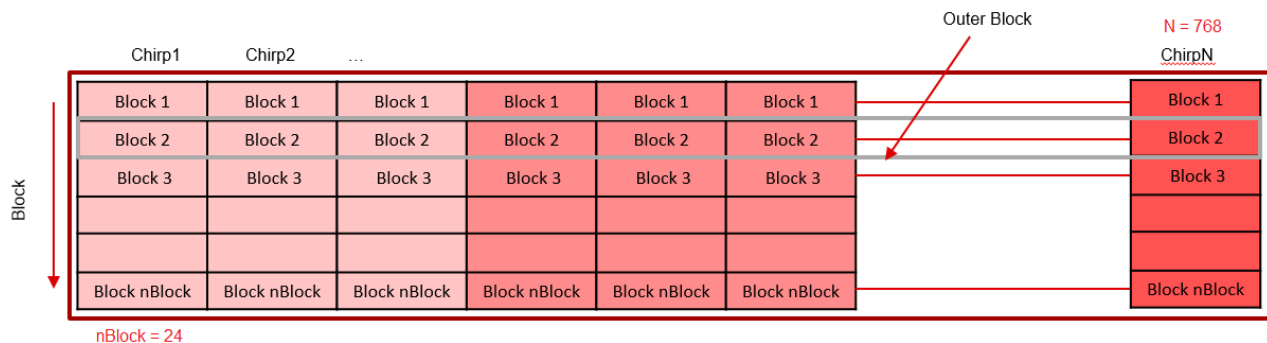 Outer Block
N = 768
Chirp1 Chirp2 ... ChirpN
Block 1 Block 1 Block 1 Block 1 Block 1 Block 1 Block 1
Block 2 Block 2 Block 2 Block 2 Block 2 Block 2 Block 2
Block 3 Block 3 Block 3 Block 3 Block 3 Block 3 Block 3
Block
Block nBlock Block nBlock Block nBlock Block nBlock Block nBlock Block nBlock Block nBlock
nBlock = 24